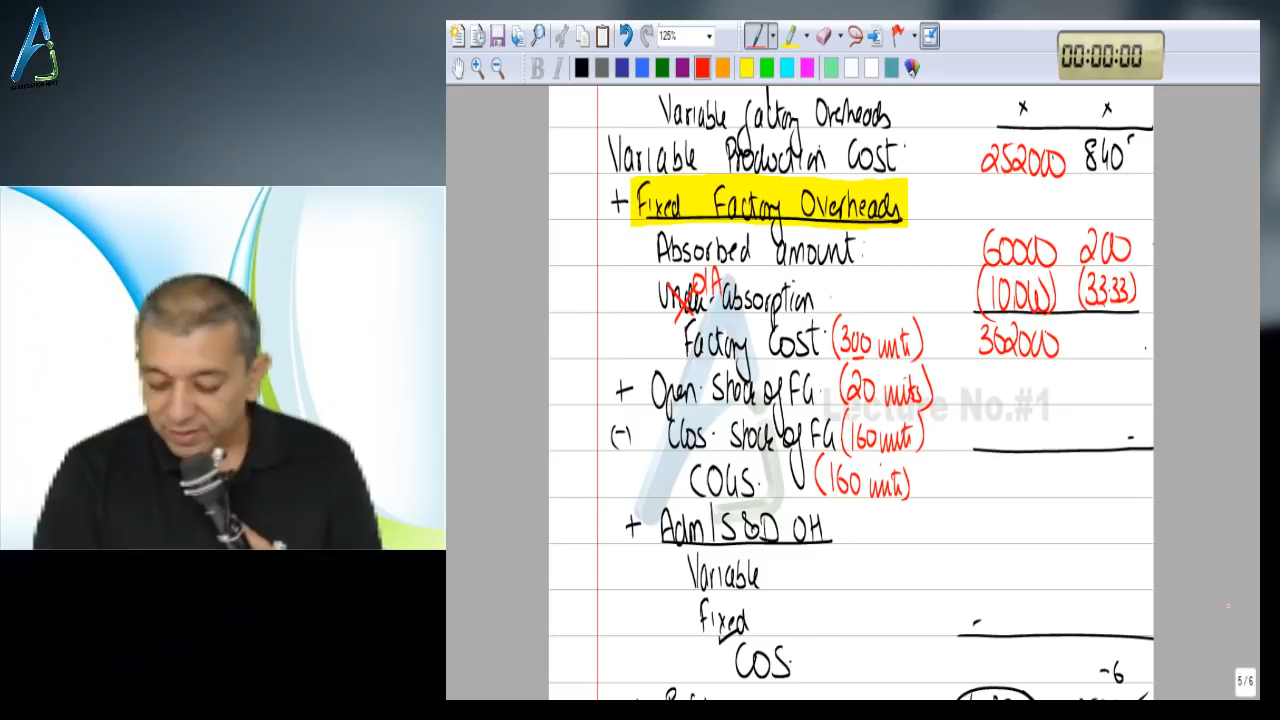 125%
00:00:00
Variable Factory Overheads x x
Variable Production Cost 252000 840
+ Fixed Factory Overheads
Absorbed amount 60000 200
Under O/A absorption (10000) (33.33)
Factory Cost (300 units) 302000
+ Open Stock of FG (20 units)
Lecture No.#1
(-) Clos. Stock of FG (160 units)
COGS. (160 units)
+ Adm/S&D OH
Variable
Fixed
COS. -6
5/6